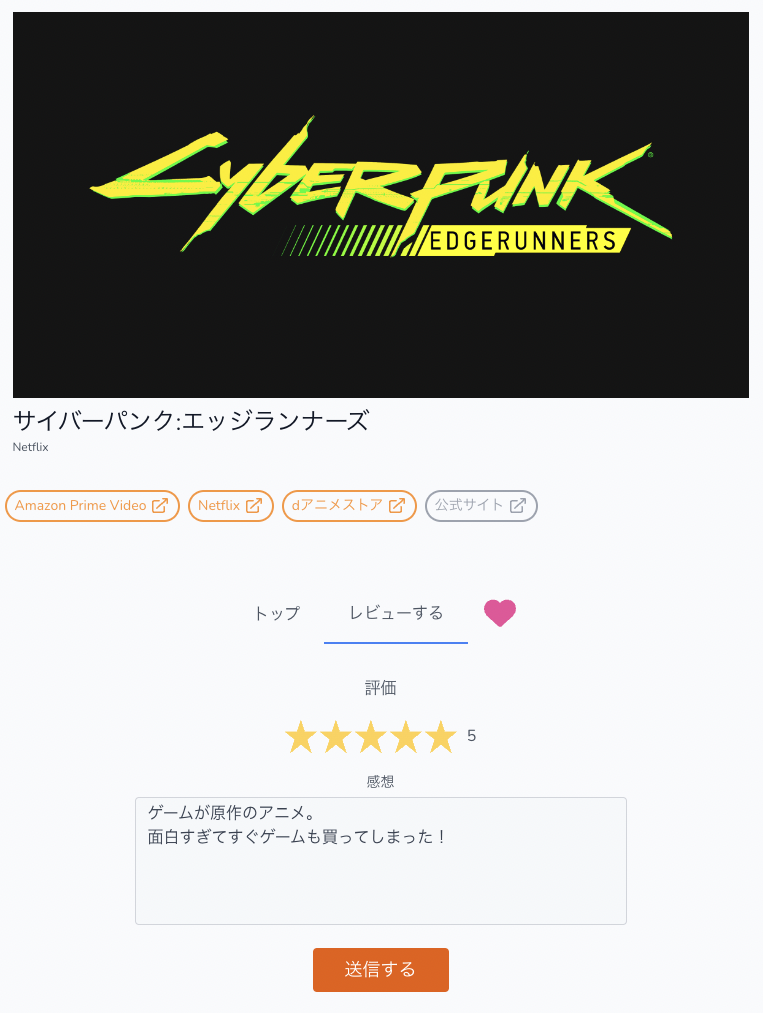 CYBERPUNK
EDGERUNNERS
サイバーパンク:エッジランナーズ
Netflix
Amazon Prime Video
Netflix
dアニメストア
公式サイト
トップ
レビューする
評価
5
感想
ゲームが原作のアニメ。
面白すぎてすぐゲームも買ってしまった！
送信する